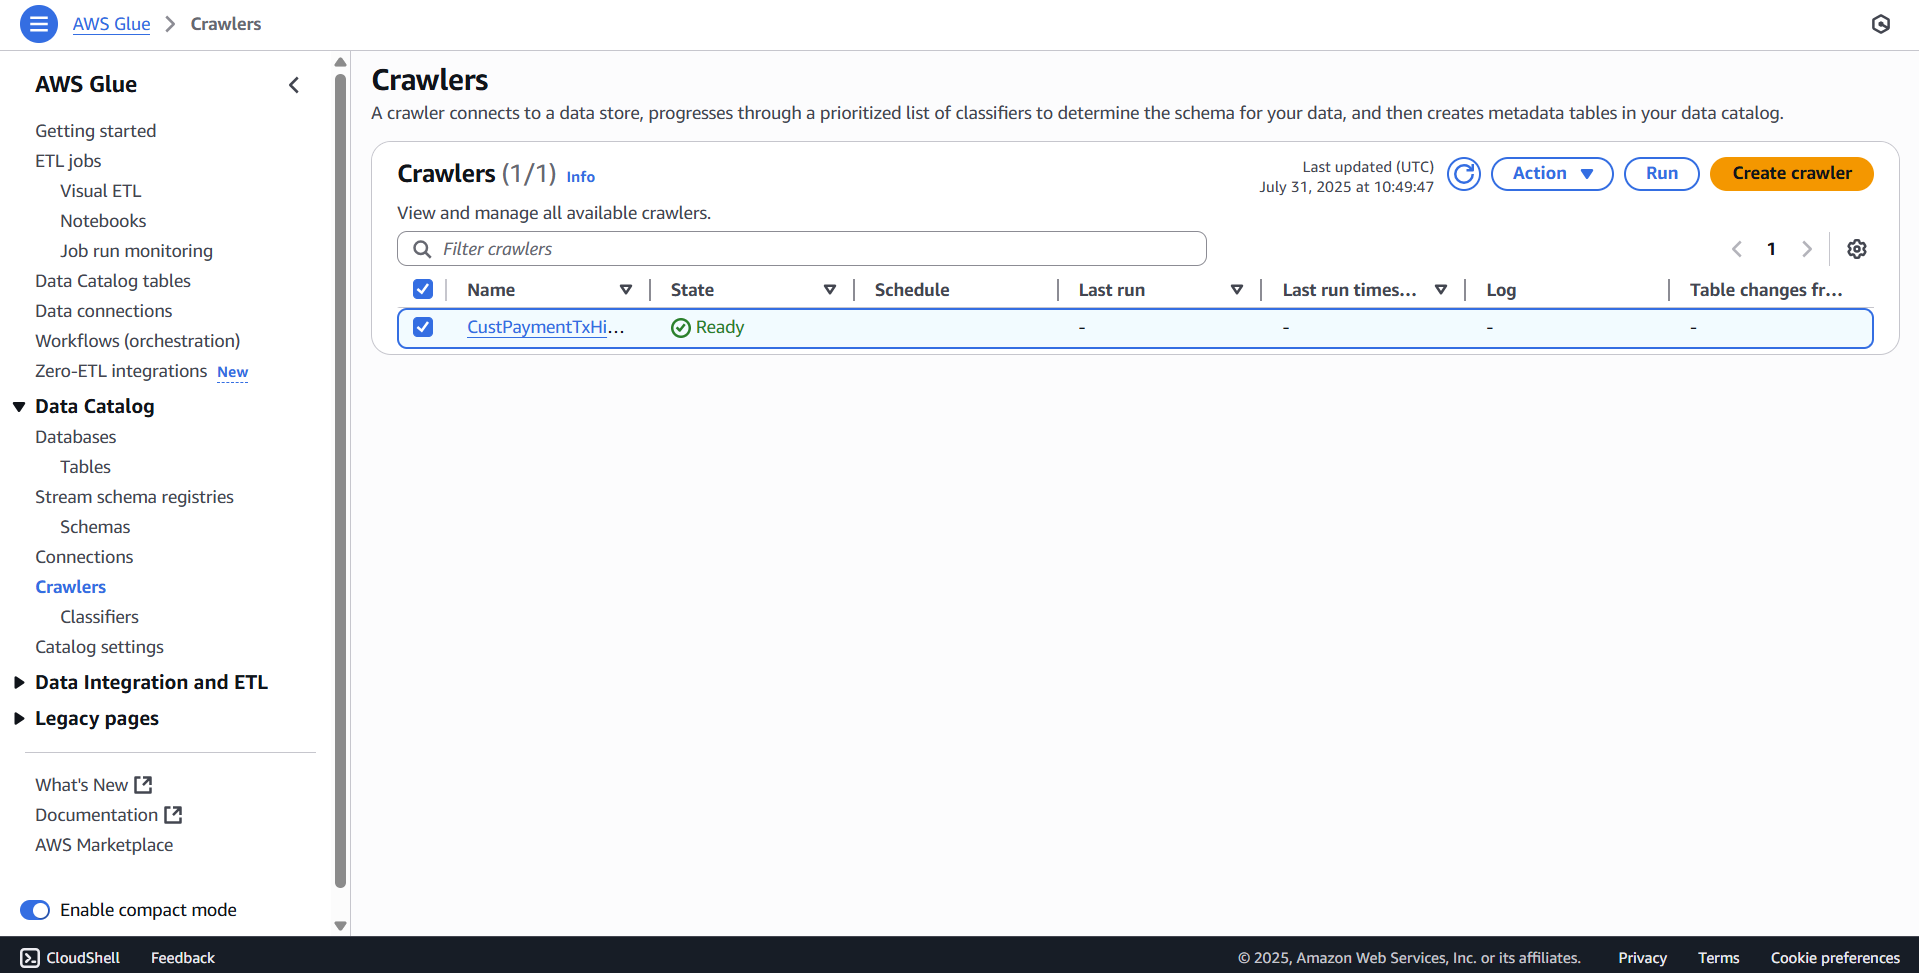 AWS Glue > Crawlers
AWS Glue
Getting started
ETL jobs
Visual ETL
Notebooks
Job run monitoring
Data Catalog tables
Data connections
Workflows (orchestration)
Zero-ETL integrations New
Data Catalog
Databases
Tables
Stream schema registries
Schemas
Connections
Crawlers
Classifiers
Catalog settings
Data Integration and ETL
Legacy pages
What's New
Documentation
AWS Marketplace
Enable compact mode
Crawlers
A crawler connects to a data store, progresses through a prioritized list of classifiers to determine the schema for your data, and then creates metadata tables in your data catalog.
Crawlers (1/1) Info
View and manage all available crawlers.
Last updated (UTC)
July 31, 2025 at 10:49:47
Action
Run
Create crawler
Filter crawlers
1
Name State Schedule Last run Last run times... Log Table changes fr...
CustPaymentTxHi... Ready - - - -
CloudShell Feedback © 2025, Amazon Web Services, Inc. or its affiliates. Privacy Terms Cookie preferences